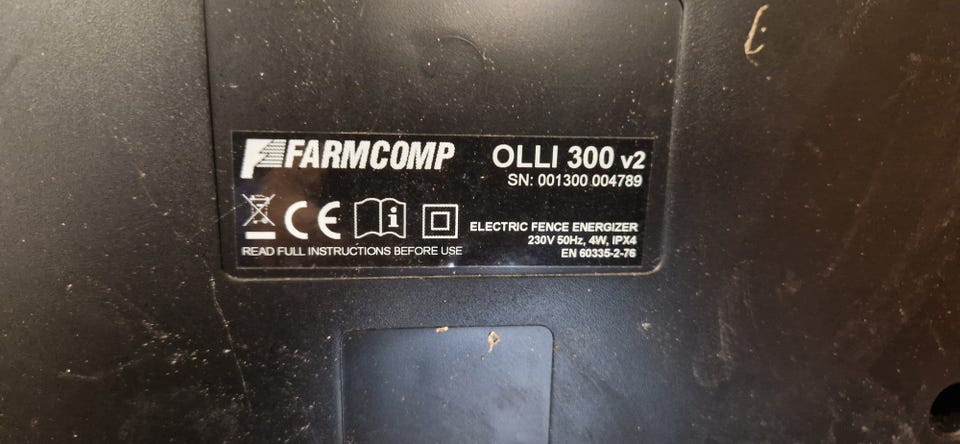 FARMCOMP
OLLI 300 v2
SN: 001300 004789
CE
i
ELECTRIC FENCE ENERGIZER
230V 50Hz, 4W, IPX4
EN 60335-2-76
READ FULL INSTRUCTIONS BEFORE USE